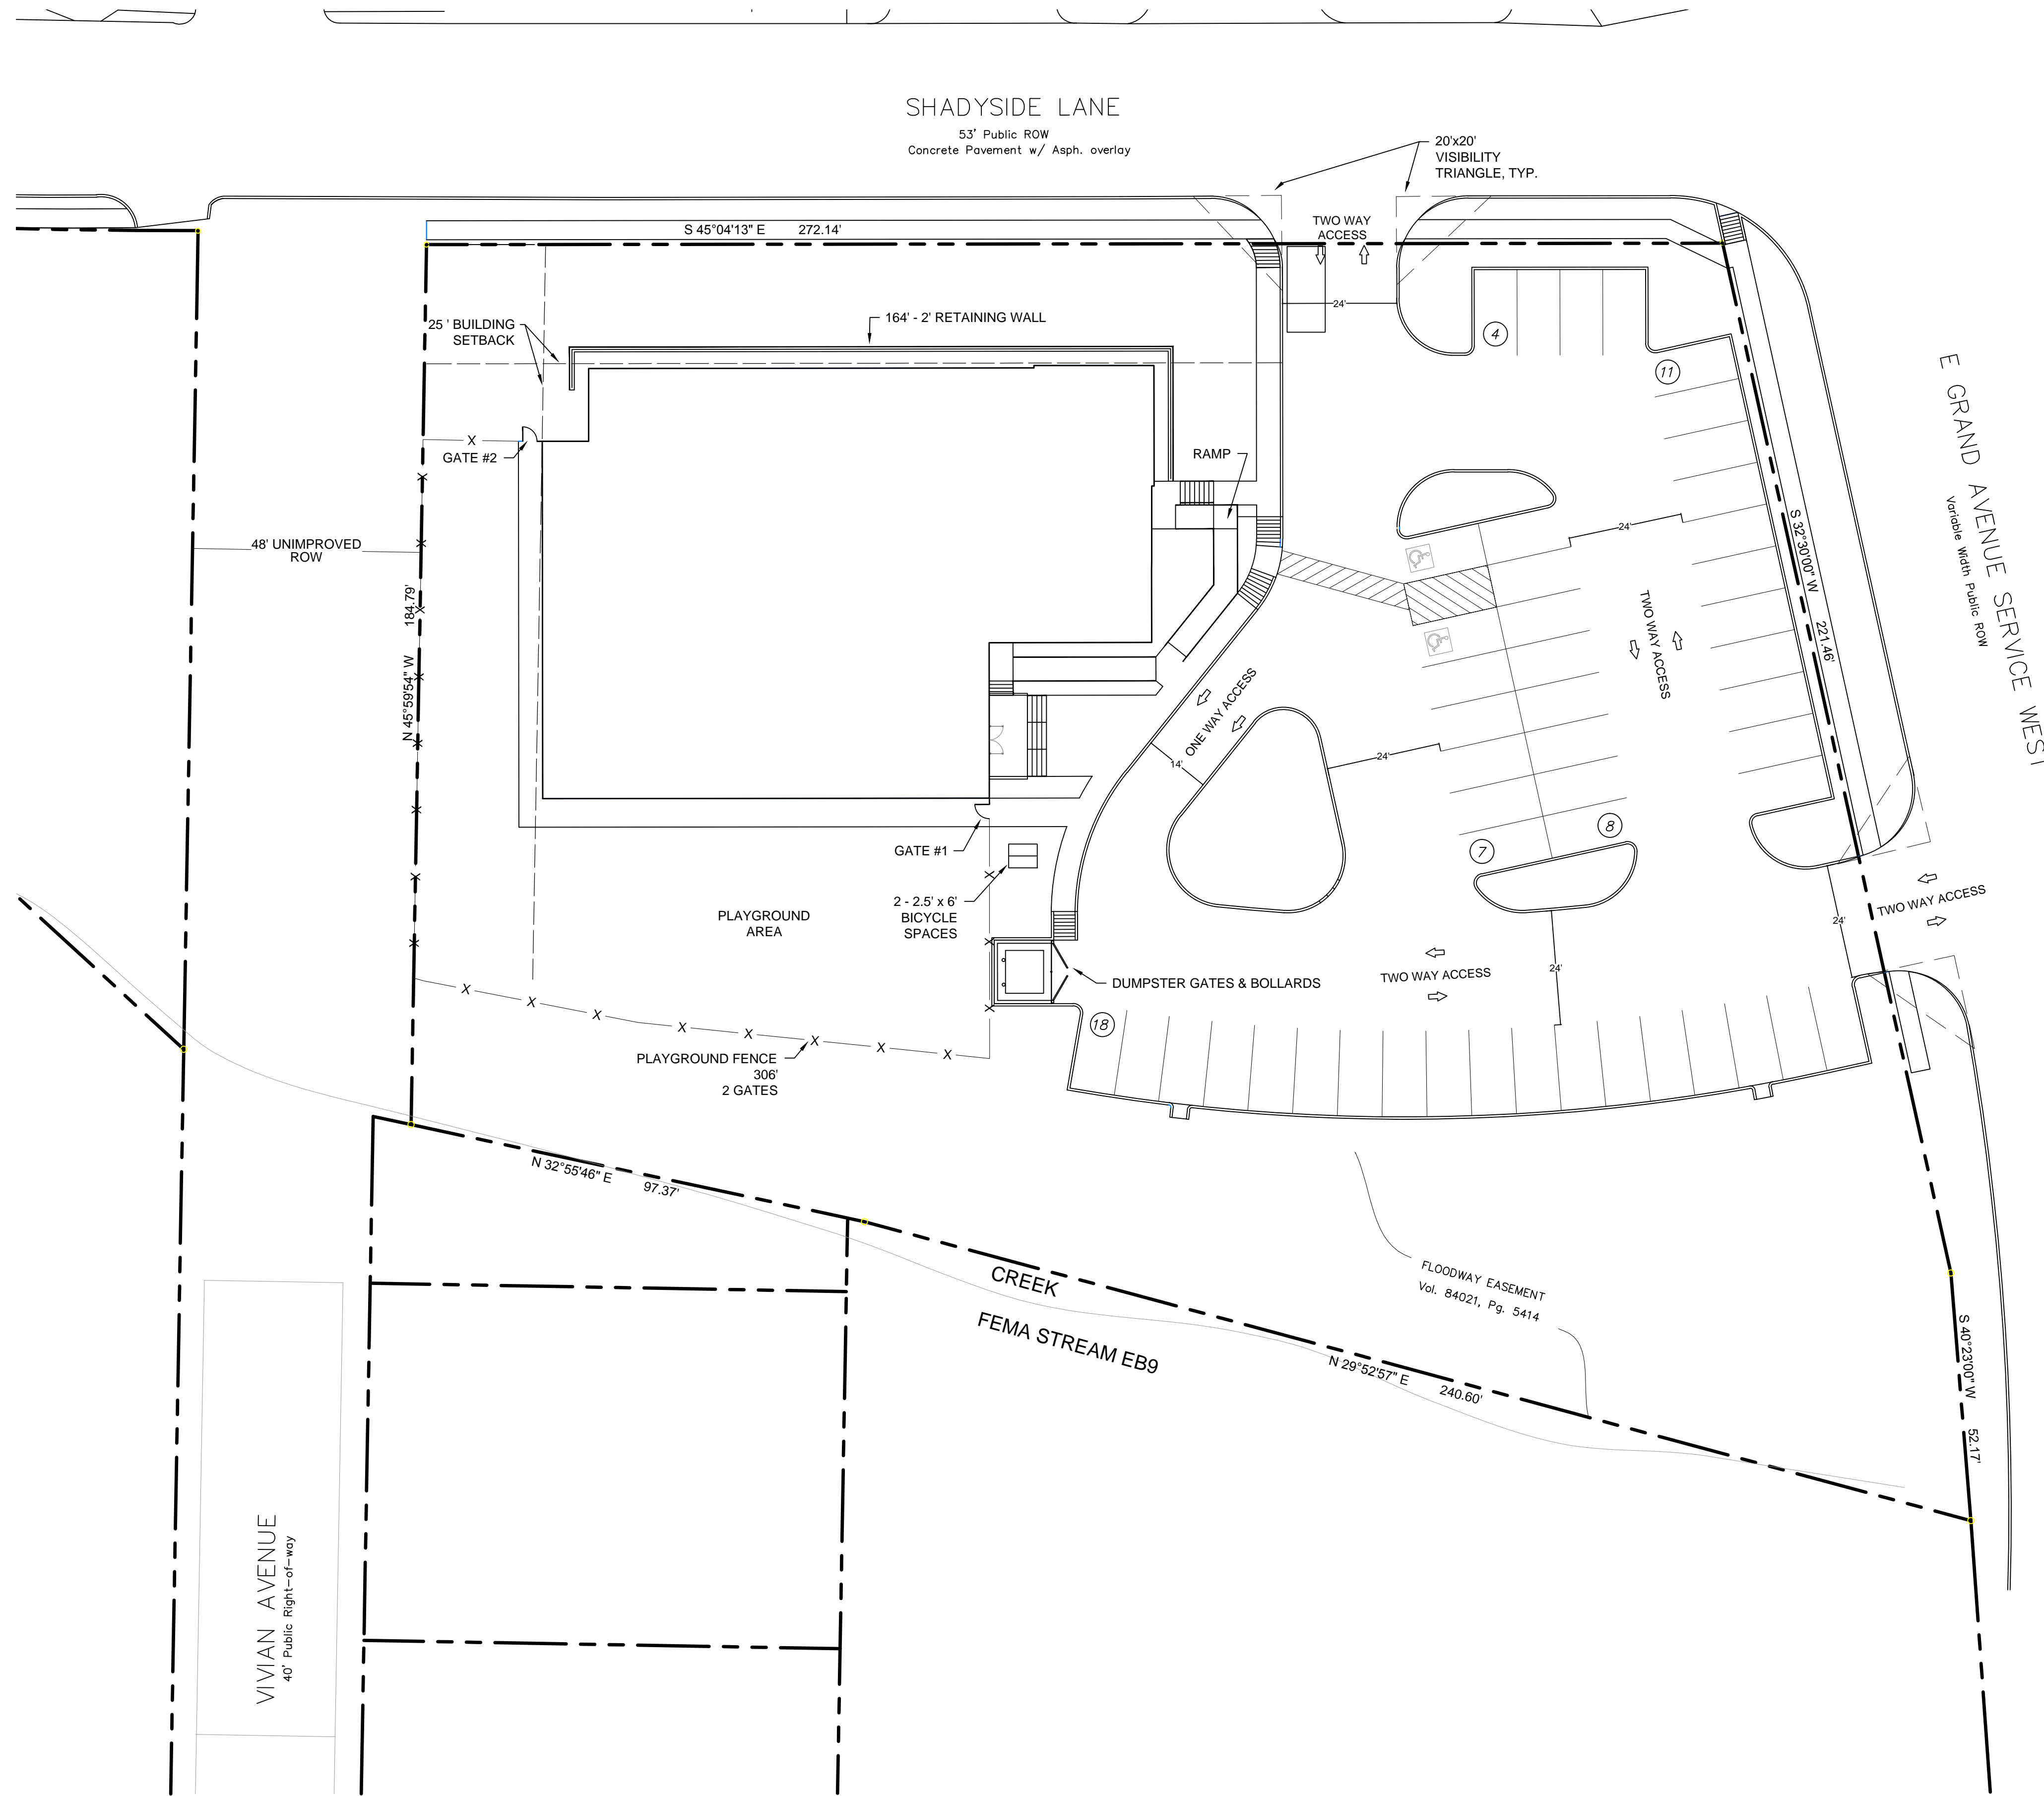 SHADYSIDE LANE
53' Public ROW
Concrete Pavement w/ Asph. overlay
20'x20'
VISIBILITY
TRIANGLE, TYP.
S 45°04'13" E 272.14'
TWO WAY
ACCESS
24'
25 ' BUILDING
SETBACK
164' - 2' RETAINING WALL
4
11
X
GATE #2
RAMP
E GRAND AVENUE SERVICE WEST
Variable Width Public ROW
S 32°30'00" W 221.46'
48' UNIMPROVED
ROW
N 45°59'54" W 184.79'
X
X
X
X
X
X
X
X
24'
TWO WAY ACCESS
ONE WAY ACCESS
14'
24'
7
8
GATE #1
X
2 - 2.5' x 6'
BICYCLE
SPACES
PLAYGROUND
AREA
X
X
TWO WAY ACCESS
24'
TWO WAY ACCESS
24'
DUMPSTER GATES & BOLLARDS
18
X
X
X
X
X
X
X
X
PLAYGROUND FENCE
306'
2 GATES
N 32°55'46" E 97.37'
CREEK
FEMA STREAM EB9
FLOODWAY EASEMENT
Vol. 84021, Pg. 5414
N 29°52'57" E 240.60'
S 40°23'00" W 52.17'
VIVIAN AVENUE
40' Public Right-of-way